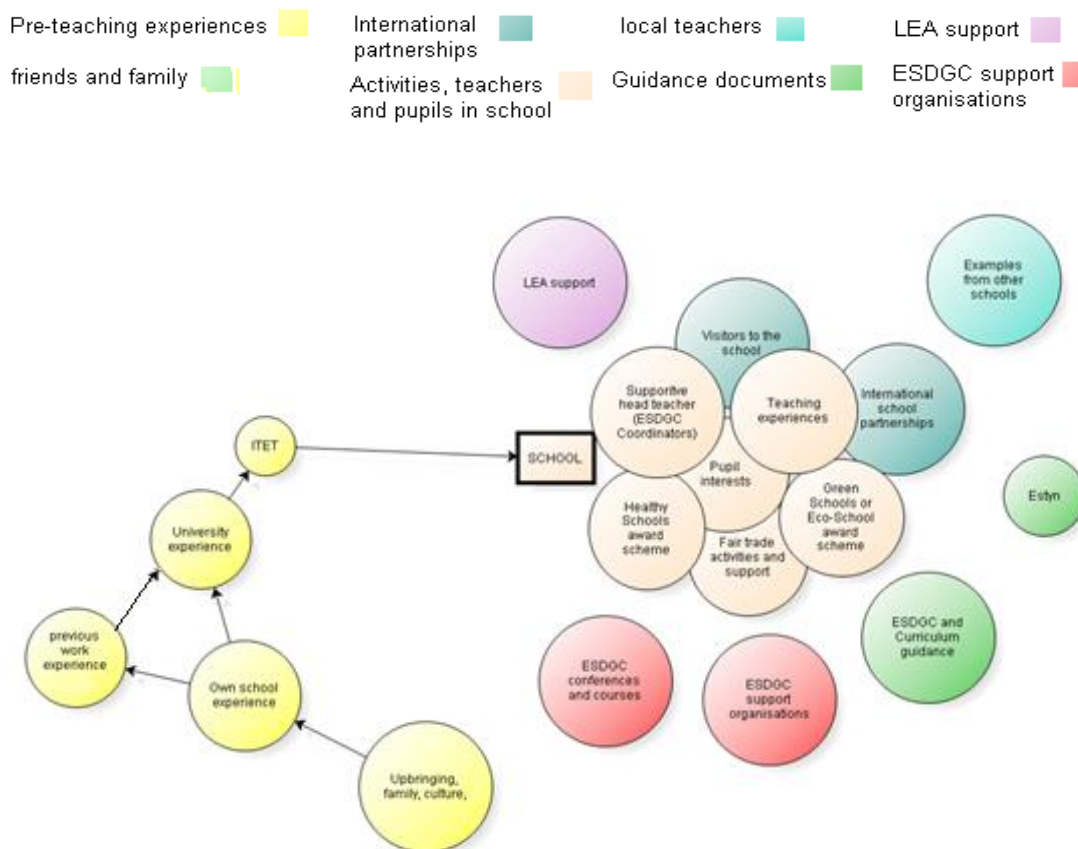 Pre-teaching experiences
International
partnerships
local teachers
LEA support
friends and family
Activities, teachers
and pupils in school
Guidance documents
ESDGC support
organisations
LEA support
Examples
from other
schools
Visitors to the
school
Supportive
head teacher
(ESDGC
Coordinators)
Teaching
experiences
International
school
partnerships
ITET
SCHOOL
Pupil
interests
Estyn
Healthy
Schools
award
scheme
Green
Schools or
Eco-School
award
scheme
University
experience
Fair trade
activities and
support
previous
work
experience
ESDGC and
Curriculum
guidance
Own school
experience
ESDGC
conferences
and courses
ESDGC
support
organisations
Upbringing,
family, culture,